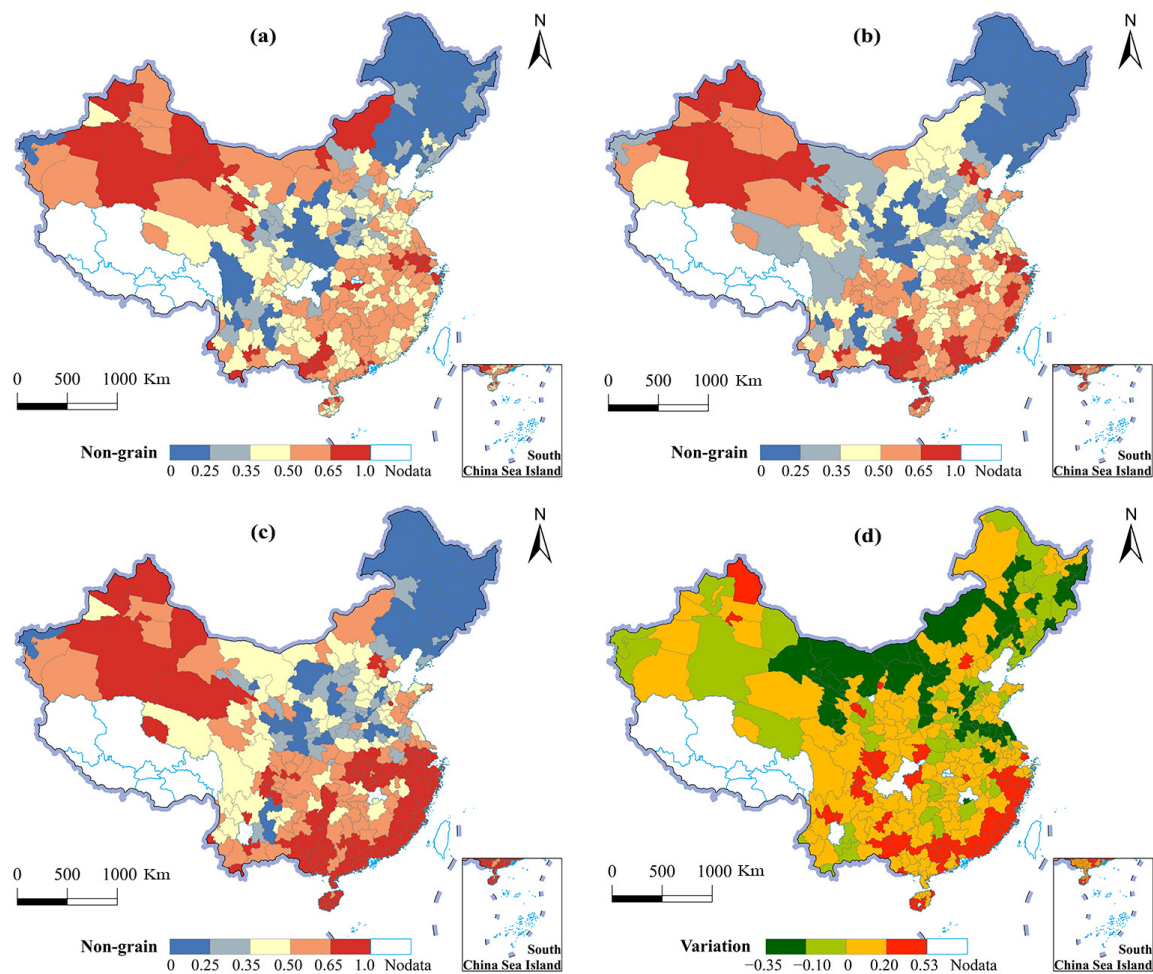 (a)
N
0 500 1000 Km
Non-grain
0 0.25 0.35 0.50 0.65 1.0 Nodata
South
China Sea Island
(b)
N
0 500 1000 Km
Non-grain
0 0.25 0.35 0.50 0.65 1.0 Nodata
South
China Sea Island
(c)
N
0 500 1000 Km
Non-grain
0 0.25 0.35 0.50 0.65 1.0 Nodata
South
China Sea Island
(d)
N
0 500 1000 Km
Variation
−0.35 −0.10 0 0.20 0.53 Nodata
South
China Sea Island